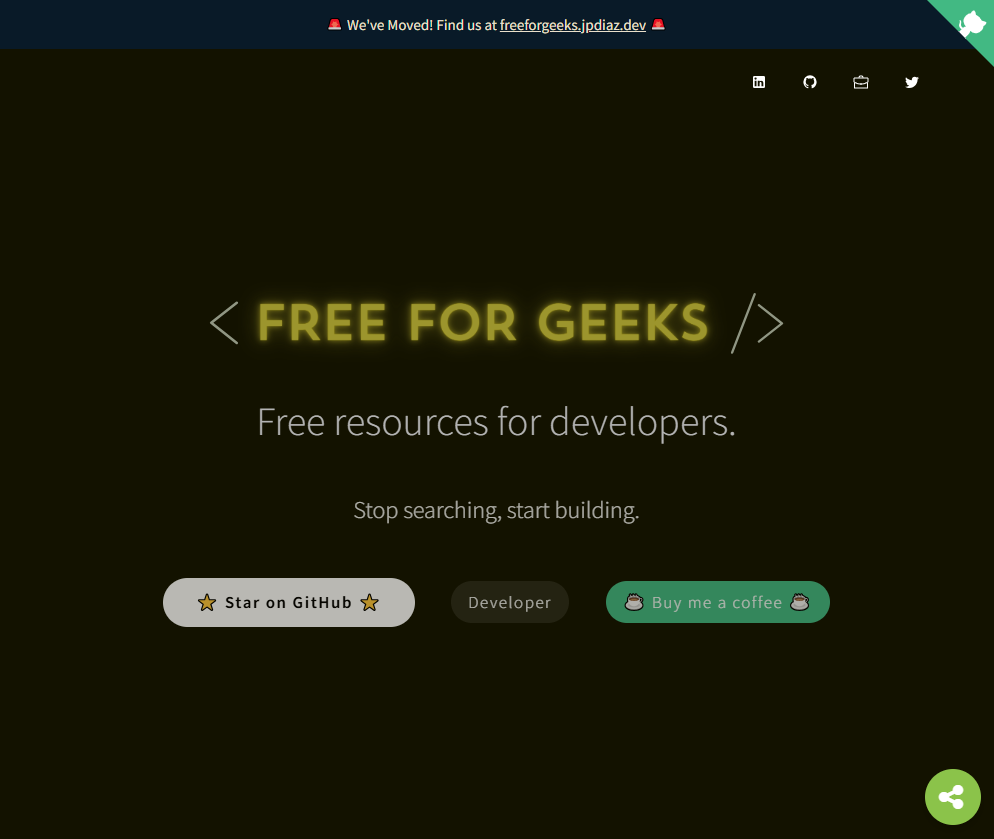 🚨 We've Moved! Find us at freeforgeeks.jpdiaz.dev 🚨
< FREE FOR GEEKS />
Free resources for developers.
Stop searching, start building.
⭐ Star on GitHub ⭐
Developer
☕ Buy me a coffee ☕